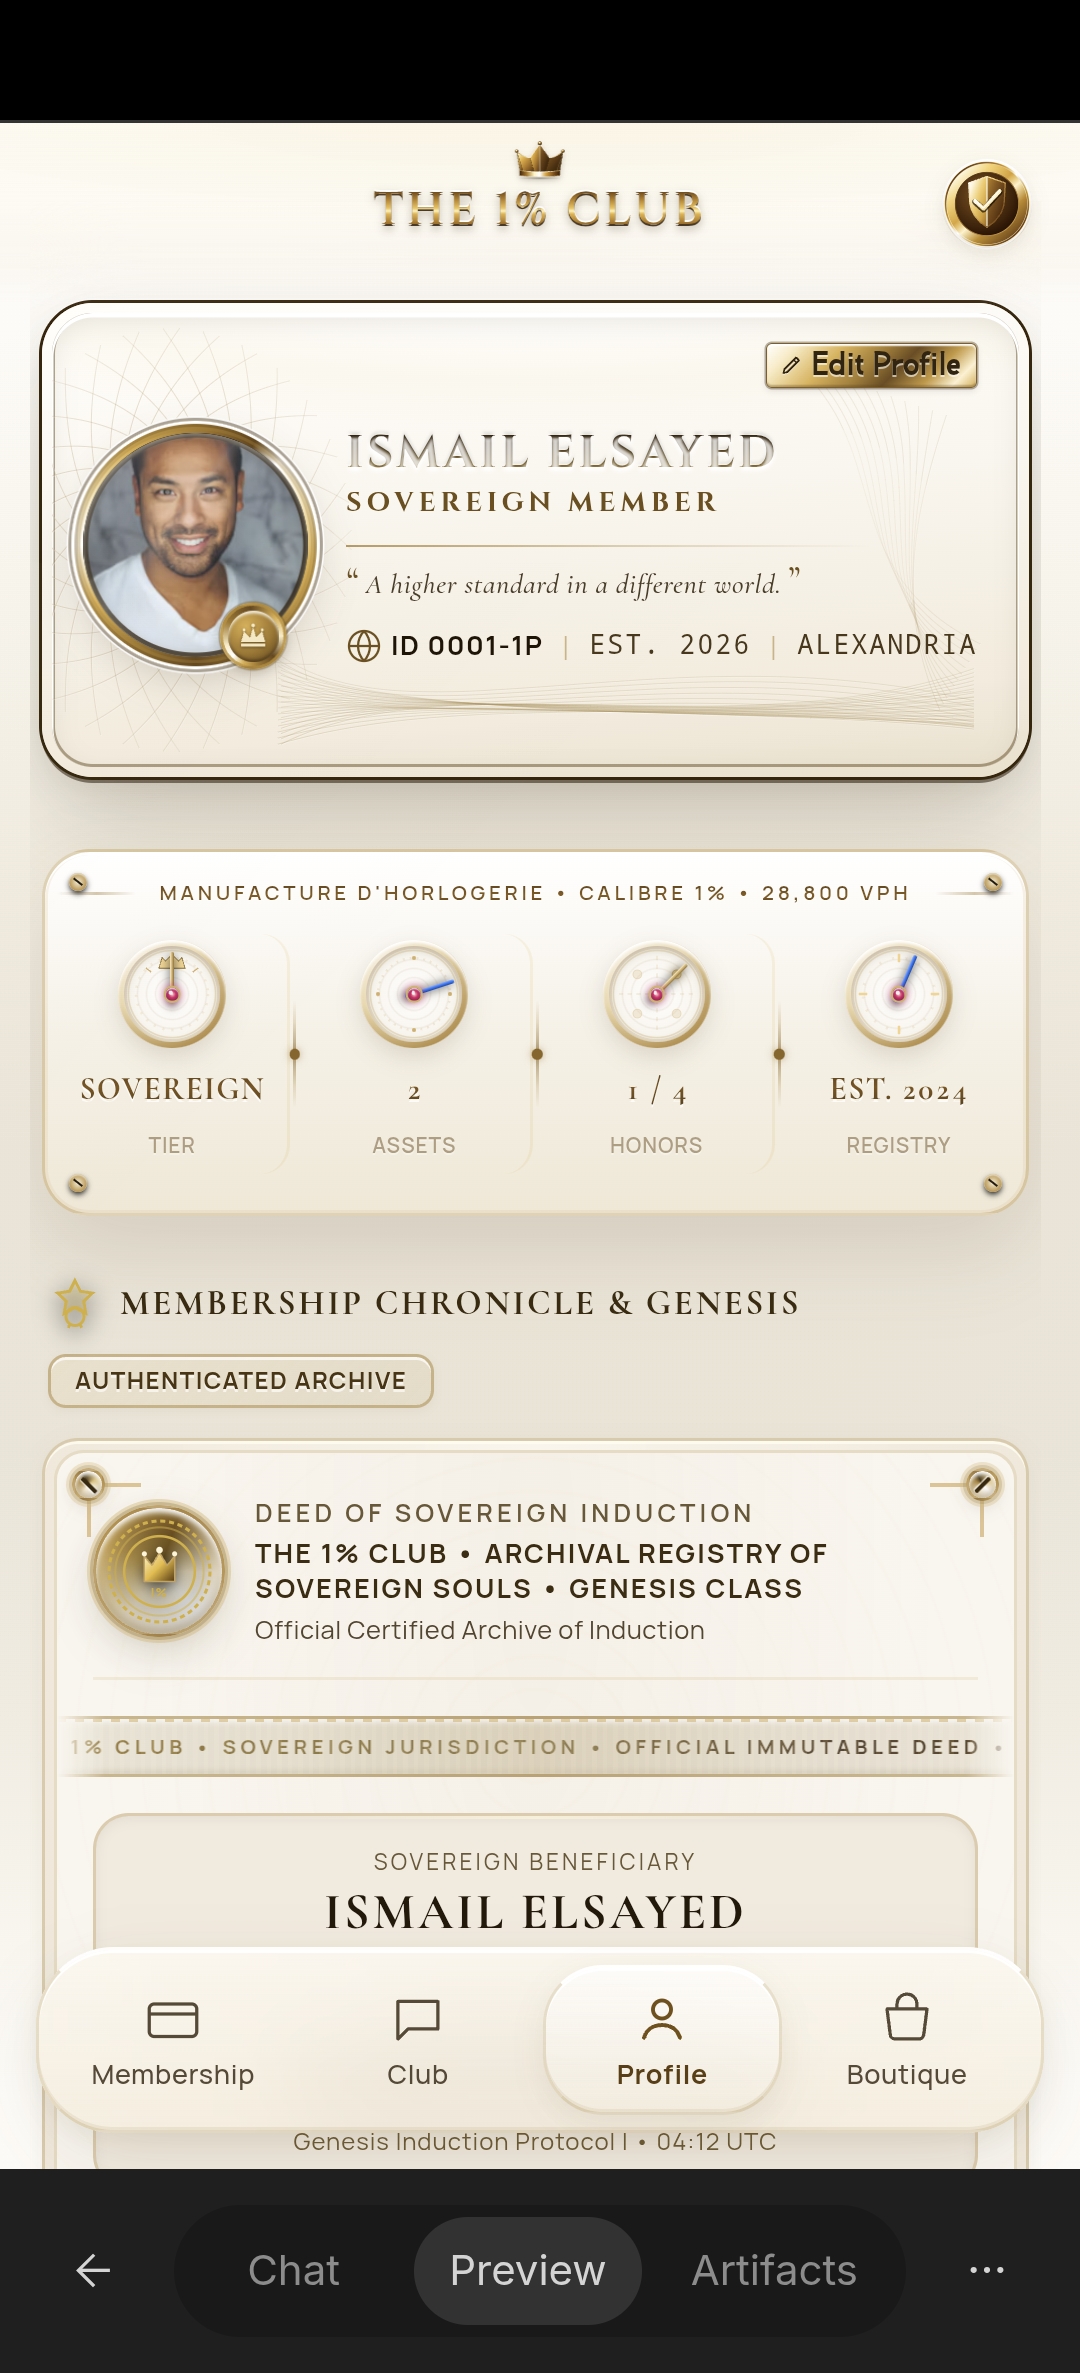 THE 1% CLUB
Edit Profile
ISMAIL ELSAYED
SOVEREIGN MEMBER
“ A higher standard in a different world. ”
ID 0001-1P | EST. 2026 | ALEXANDRIA
MANUFACTURE D'HORLOGERIE • CALIBRE 1% • 28,800 VPH
SOVEREIGN
TIER
2
ASSETS
1 / 4
HONORS
EST. 2024
REGISTRY
MEMBERSHIP CHRONICLE & GENESIS
AUTHENTICATED ARCHIVE
DEED OF SOVEREIGN INDUCTION
THE 1% CLUB • ARCHIVAL REGISTRY OF
SOVEREIGN SOULS • GENESIS CLASS
Official Certified Archive of Induction
1%
1% CLUB • SOVEREIGN JURISDICTION • OFFICIAL IMMUTABLE DEED •
SOVEREIGN BENEFICIARY
ISMAIL ELSAYED
Membership
Club
Profile
Boutique
Genesis Induction Protocol I • 04:12 UTC
Chat
Preview
Artifacts